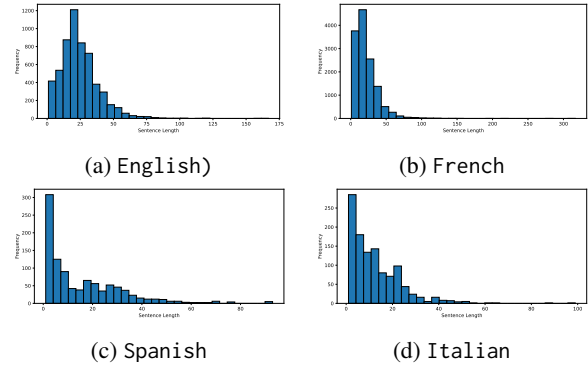 1200
1000
800
600
400
200
0
Frequency
0 25 50 75 100 125 150 175
Sentence Length
(a) English)
4000
3000
2000
1000
0
Frequency
0 50 100 150 200 250 300
Sentence Length
(b) French
300
250
200
150
100
50
0
Frequency
0 20 40 60 80
Sentence Length
(c) Spanish
250
200
150
100
50
0
Frequency
0 20 40 60 80 100
Sentence Length
(d) Italian